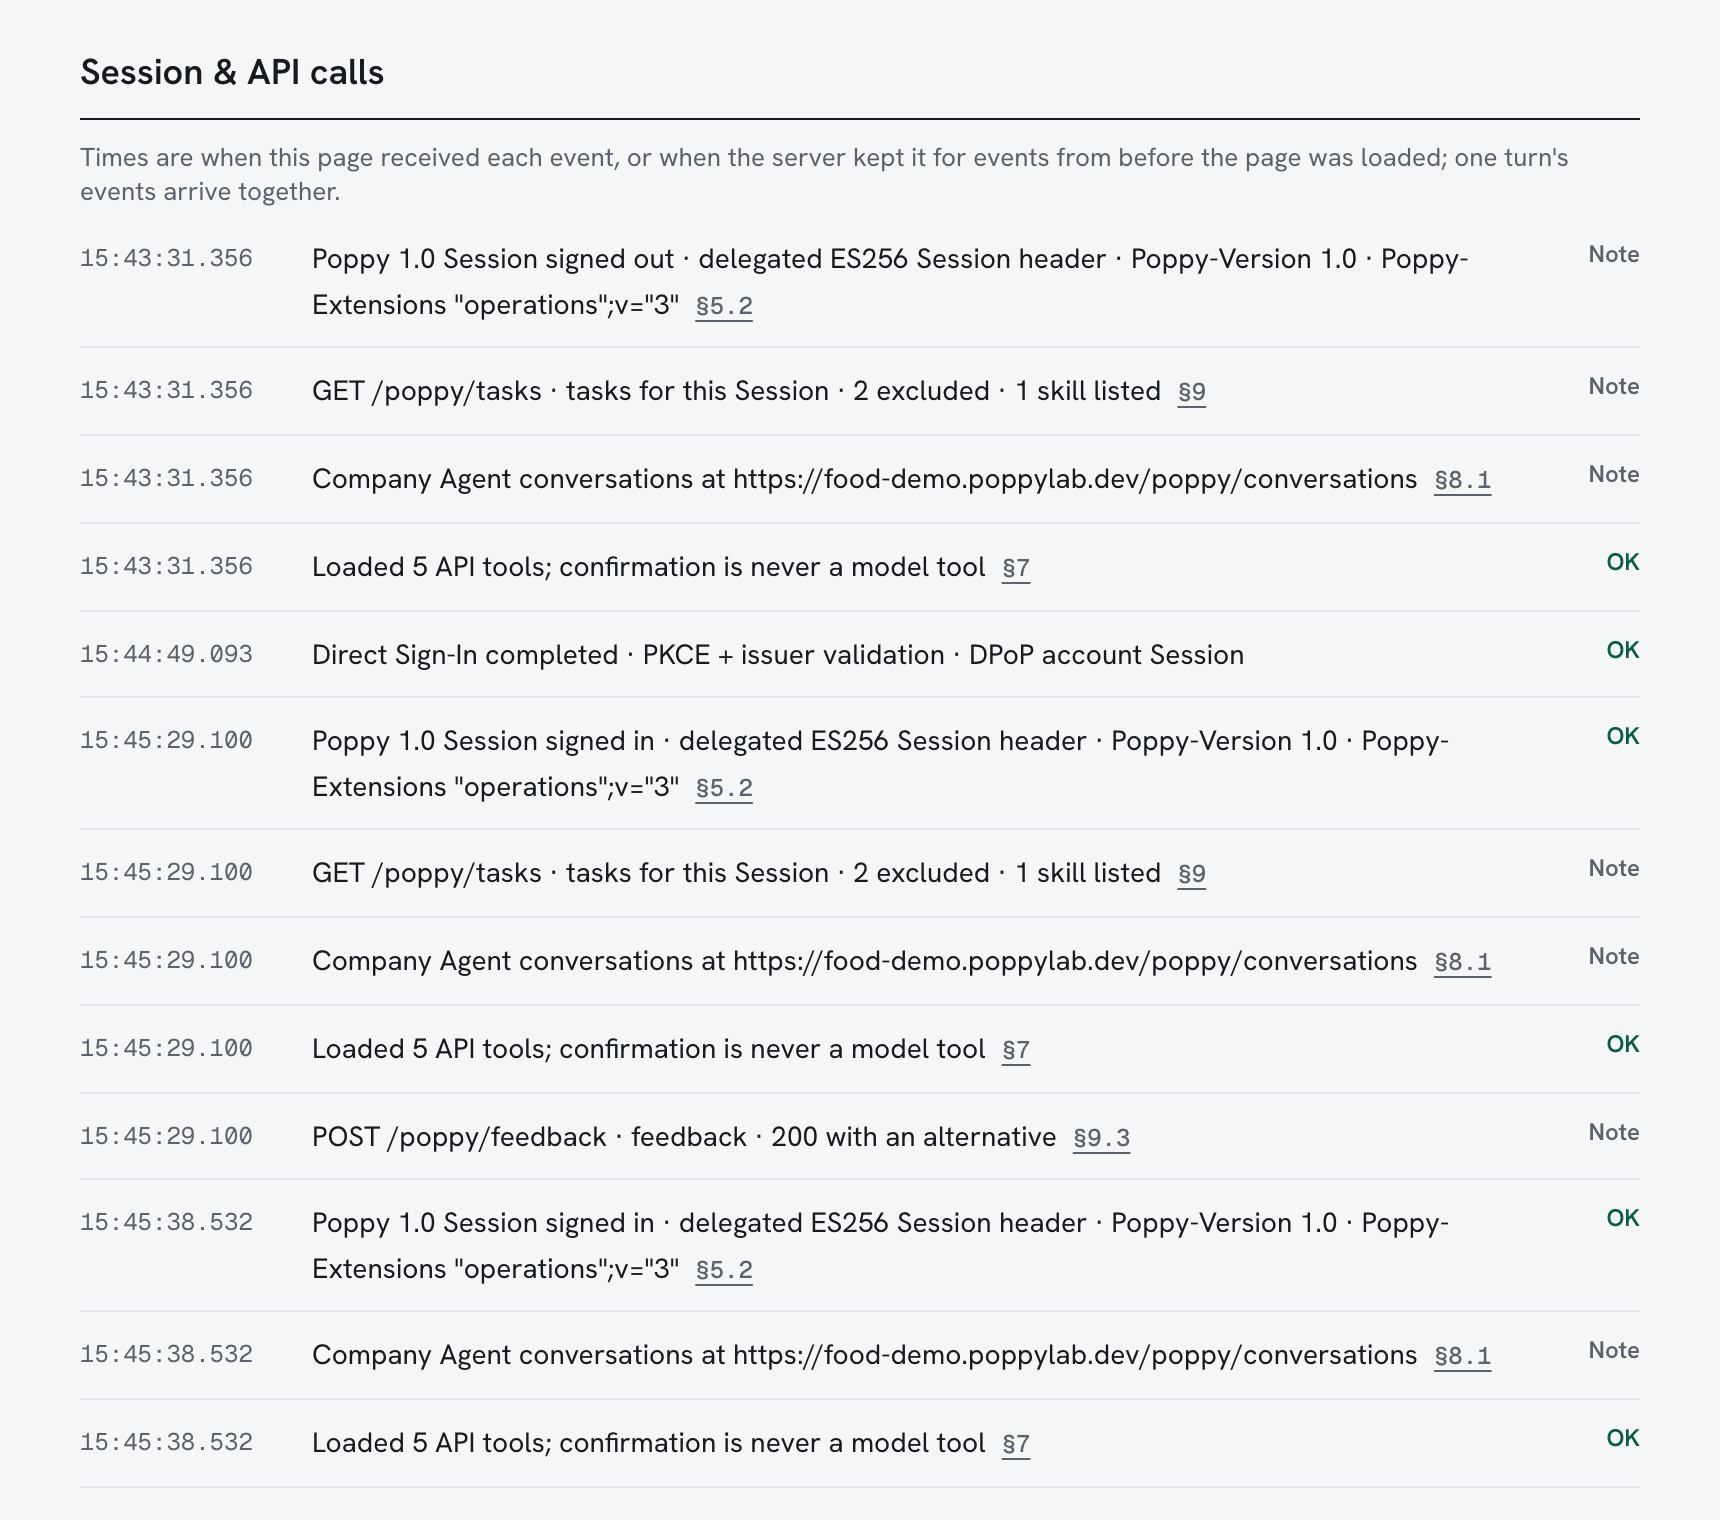 Session & API calls
Times are when this page received each event, or when the server kept it for events from before the page was loaded; one turn's
events arrive together.
15:43:31.356 Poppy 1.0 Session signed out · delegated ES256 Session header · Poppy-Version 1.0 · Poppy- Note
Extensions "operations";v="3" §5.2
15:43:31.356 GET /poppy/tasks · tasks for this Session · 2 excluded · 1 skill listed §9 Note
15:43:31.356 Company Agent conversations at https://food-demo.poppylab.dev/poppy/conversations §8.1 Note
15:43:31.356 Loaded 5 API tools; confirmation is never a model tool §7 OK
15:44:49.093 Direct Sign-In completed · PKCE + issuer validation · DPoP account Session OK
15:45:29.100 Poppy 1.0 Session signed in · delegated ES256 Session header · Poppy-Version 1.0 · Poppy- OK
Extensions "operations";v="3" §5.2
15:45:29.100 GET /poppy/tasks · tasks for this Session · 2 excluded · 1 skill listed §9 Note
15:45:29.100 Company Agent conversations at https://food-demo.poppylab.dev/poppy/conversations §8.1 Note
15:45:29.100 Loaded 5 API tools; confirmation is never a model tool §7 OK
15:45:29.100 POST /poppy/feedback · feedback · 200 with an alternative §9.3 Note
15:45:38.532 Poppy 1.0 Session signed in · delegated ES256 Session header · Poppy-Version 1.0 · Poppy- OK
Extensions "operations";v="3" §5.2
15:45:38.532 Company Agent conversations at https://food-demo.poppylab.dev/poppy/conversations §8.1 Note
15:45:38.532 Loaded 5 API tools; confirmation is never a model tool §7 OK